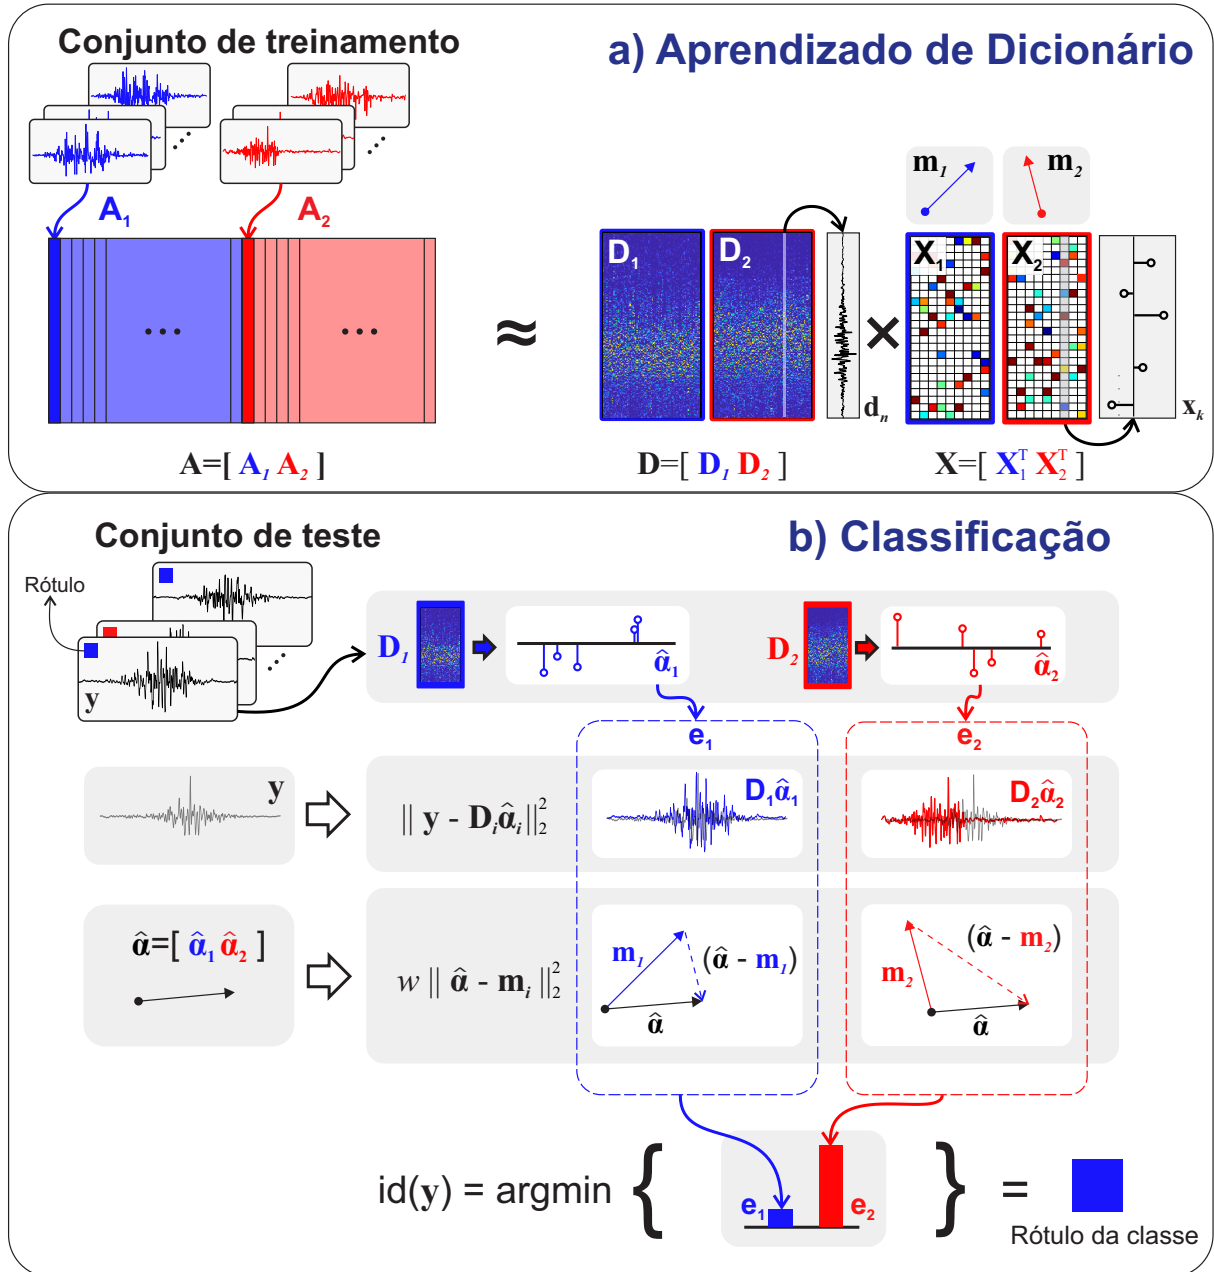 Conjunto de treinamento
a) Aprendizado de Dicionário
A₁
A₂
...
...
≈
D₁
D₂
dₙ
×
m₁
m₂
X₁
X₂
xₖ
A=[ A₁ A₂ ]
D=[ D₁ D₂ ]
X=[ X₁ᵀ X₂ᵀ ]
Conjunto de teste
b) Classificação
Rótulo
y
D₁
α̂₁
D₂
α̂₂
e₁
e₂
y
|| y - Dᵢα̂ᵢ ||₂²
D₁α̂₁
D₂α̂₂
α̂=[ α̂₁ α̂₂ ]
w || α̂ - mᵢ ||₂²
m₁
(α̂ - m₁)
α̂
(α̂ - m₂)
m₂
α̂
id(y) = argmin { e₁ e₂ } =
Rótulo da classe